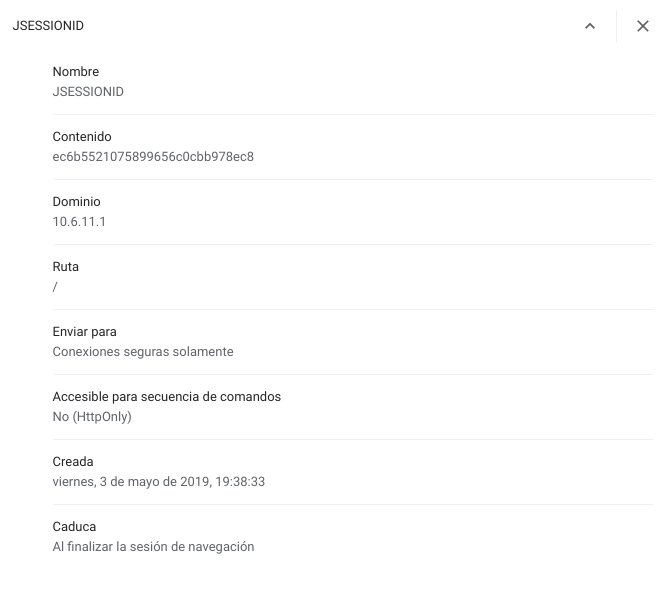 JSESSIONID
Nombre
JSESSIONID
Contenido
ec6b5521075899656c0cbb978ec8
Dominio
10.6.11.1
Ruta
/
Enviar para
Conexiones seguras solamente
Accesible para secuencia de comandos
No (HttpOnly)
Creada
viernes, 3 de mayo de 2019, 19:38:33
Caduca
Al finalizar la sesión de navegación